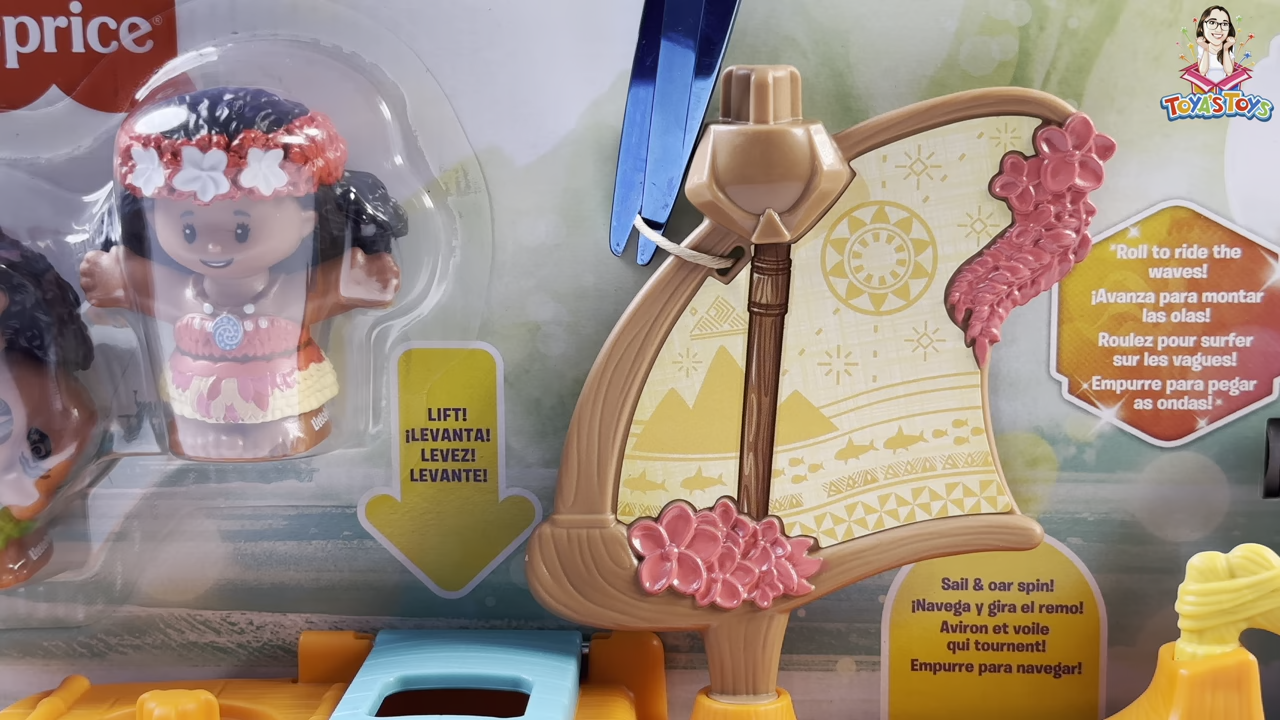 price®
TOYA'S TOYS
*Roll to ride the
waves!
¡Avanza para montar
las olas!
Roulez pour surfer
sur les vagues!
Empurre para pegar
as ondas!*
LIFT!
¡LEVANTA!
LEVEZ!
LEVANTE!
Sail & oar spin!
¡Navega y gira el remo!
Aviron et voile
qui tournent!
Empurre para navegar!